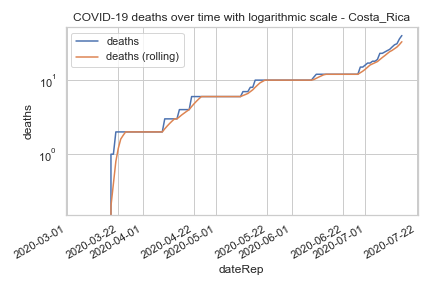 COVID-19 deaths over time with logarithmic scale - Costa_Rica
deaths
deaths (rolling)
10^1
10^0
deaths
2020-03-01
2020-03-22
2020-04-01
2020-04-22
2020-05-01
2020-05-22
2020-06-01
2020-06-22
2020-07-01
2020-07-22
dateRep